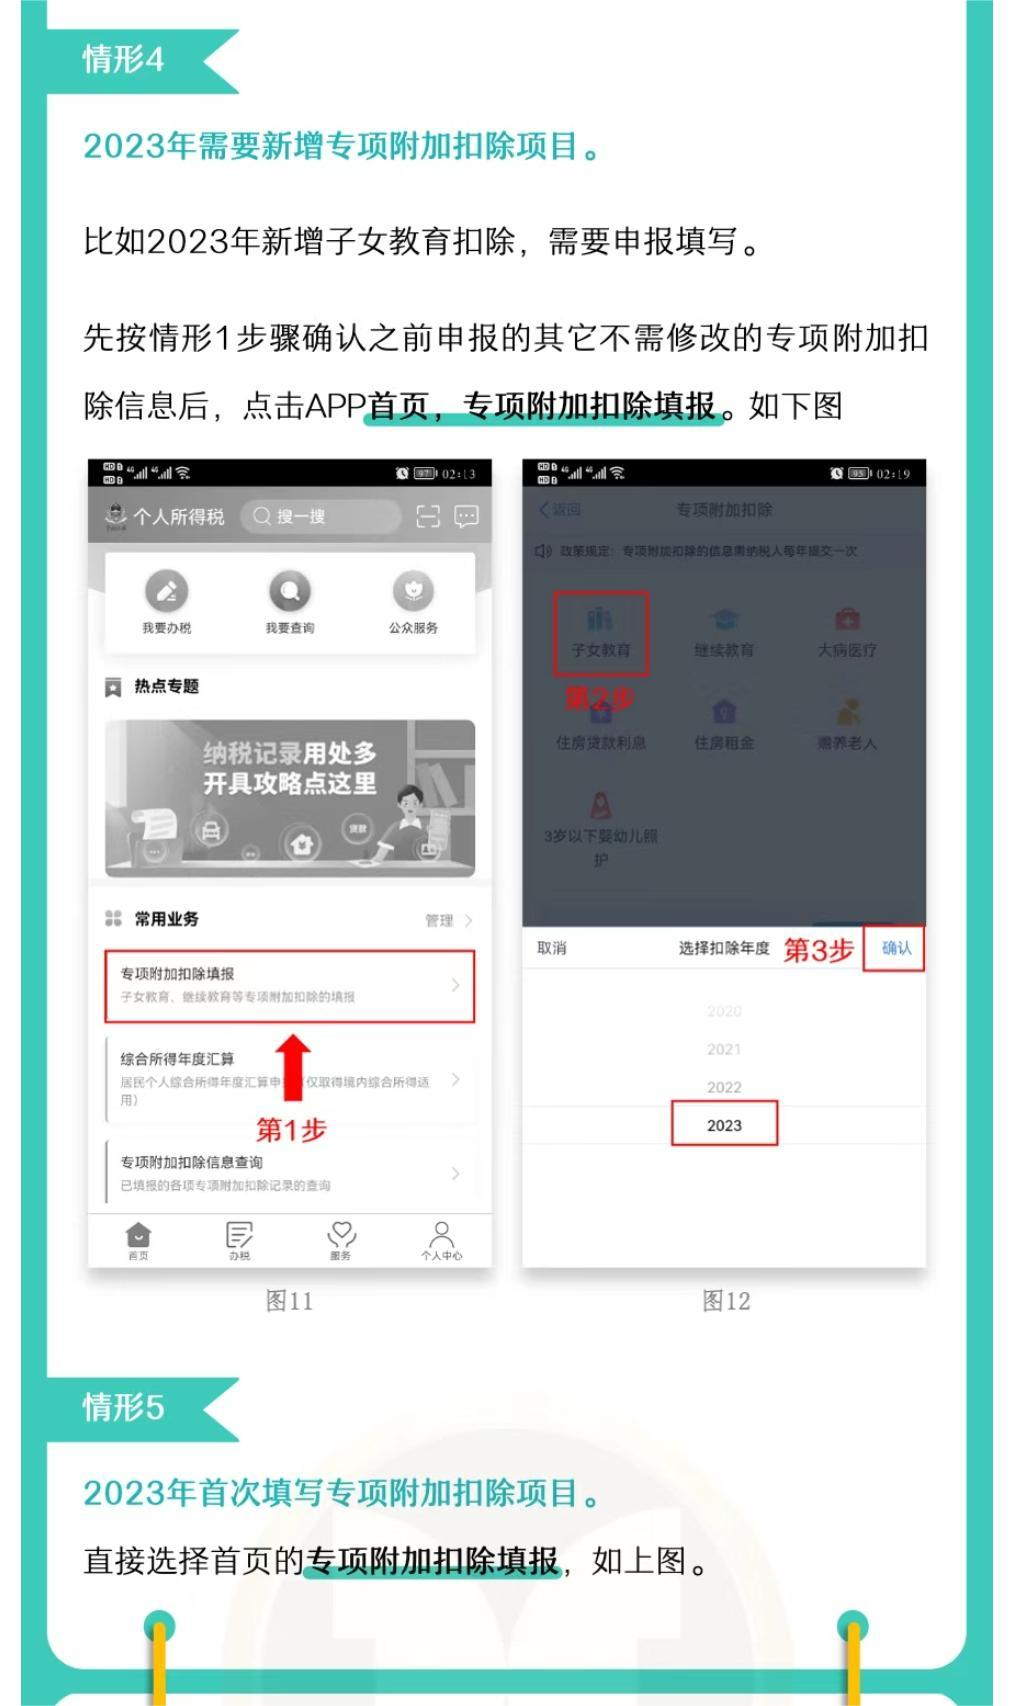 情形4
2023年需要新增专项附加扣除项目。
比如2023年新增子女教育扣除，需要申报填写。
先按情形1步骤确认之前申报的其它不需修改的专项附加扣
除信息后，点击APP首页，专项附加扣除填报。如下图
02:13
个人所得税 搜一搜
我要办税 我要查询 公众服务
热点专题
纳税记录用处多
开具攻略点这里
贷款
常用业务 管理
专项附加扣除填报
子女教育、继续教育等专项附加扣除的填报
综合所得年度汇算
居民个人综合所得年度汇算申 仅取得境内综合所得适
用）
第1步
专项附加扣除信息查询
已填报的各项专项附加扣除记录的查询
首页 办税 服务 个人中心
图11
02:19
返回 专项附加扣除
政策规定：专项附加扣除的信息需纳税人每年提交一次
子女教育 继续教育 大病医疗
第2步
住房贷款利息 住房租金 赡养老人
3岁以下婴幼儿照
护
取消 选择扣除年度 第3步 确认
2020
2021
2022
2023
图12
情形5
2023年首次填写专项附加扣除项目。
直接选择首页的专项附加扣除填报，如上图。